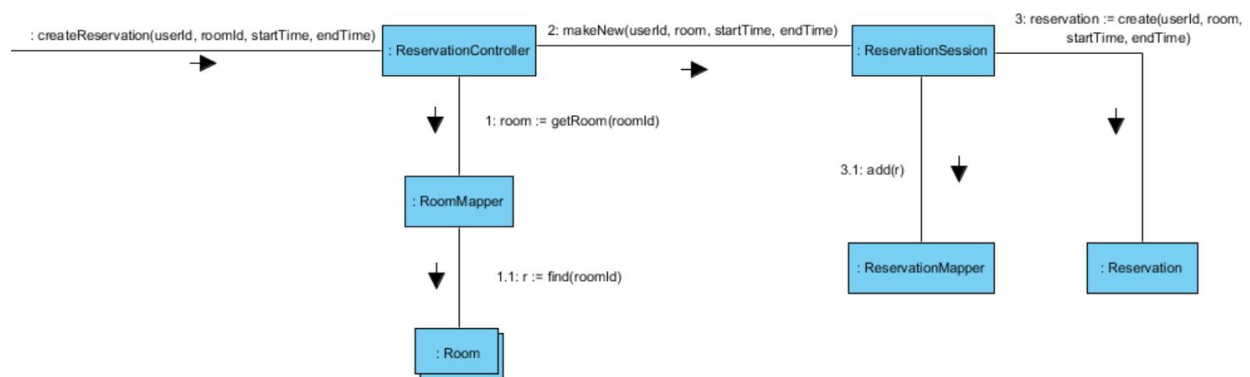 : createReservation(userId, roomId, startTime, endTime)
: ReservationController
2: makeNew(userId, room, startTime, endTime)
: ReservationSession
3: reservation := create(userId, room,
startTime, endTime)
1: room := getRoom(roomId)
3.1: add(r)
: RoomMapper
: ReservationMapper
: Reservation
1.1: r := find(roomId)
: Room